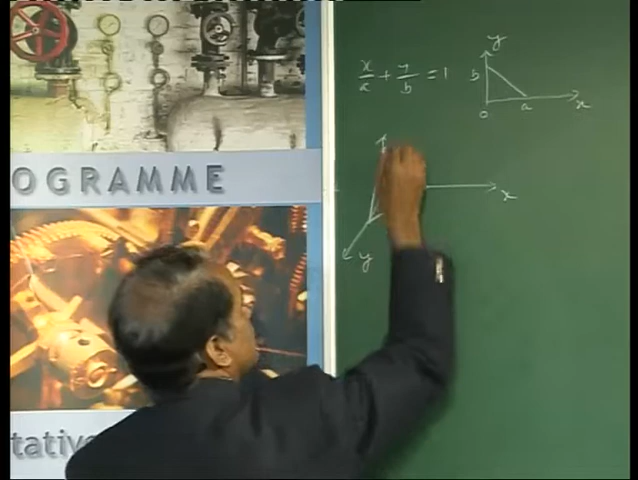 OGRAMME
tativ
x/a + y/b = 1
y
b
o
a
x
x
y